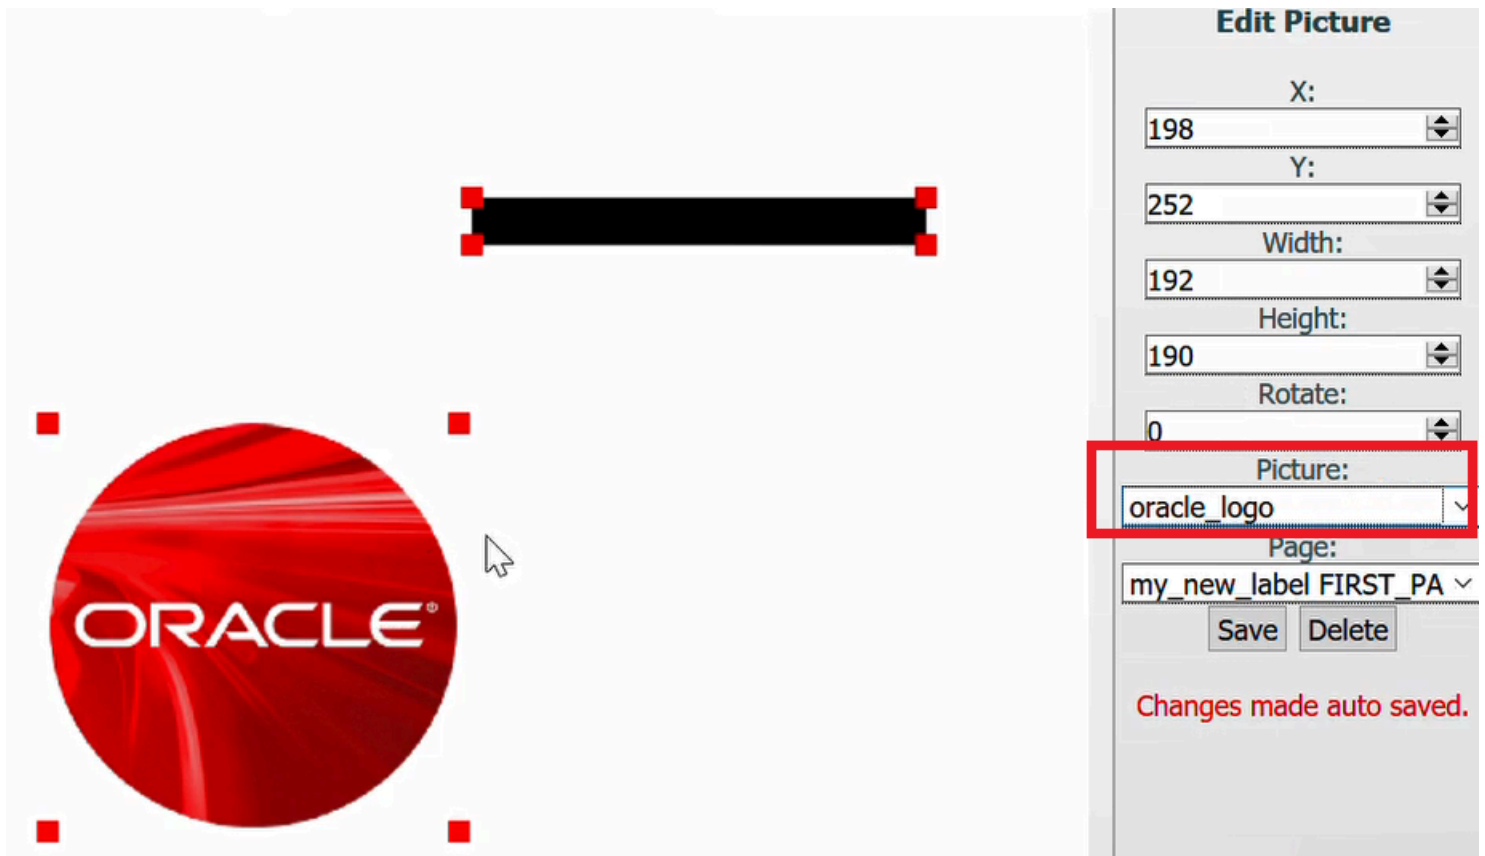 Edit Picture
X:
198
Y:
252
Width:
192
Height:
190
Rotate:
0
Picture:
oracle_logo
Page:
my_new_label FIRST_PA
Save Delete
Changes made auto saved.
ORACLE®